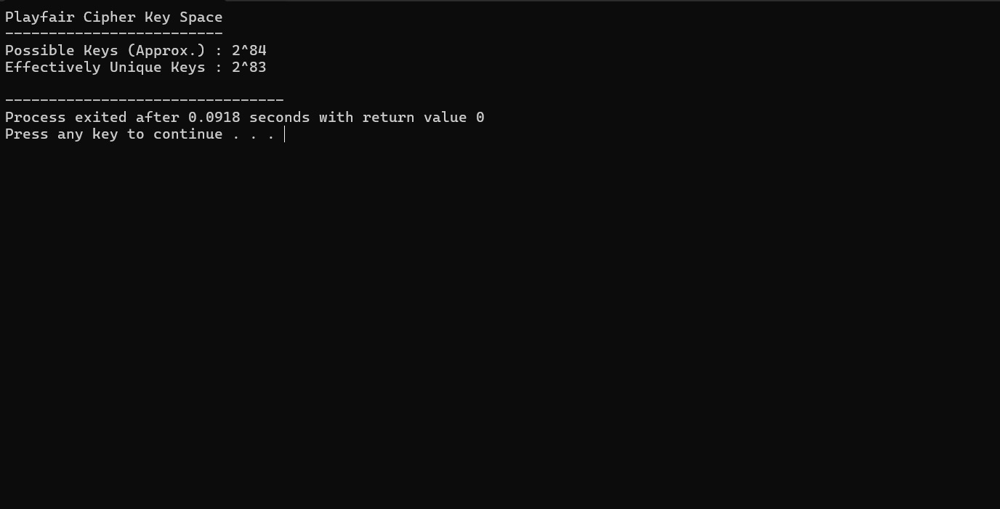 Playfair Cipher Key Space
-------------------------
Possible Keys (Approx.) : 2^84
Effectively Unique Keys : 2^83
--------------------------------
Process exited after 0.0918 seconds with return value 0
Press any key to continue . . .